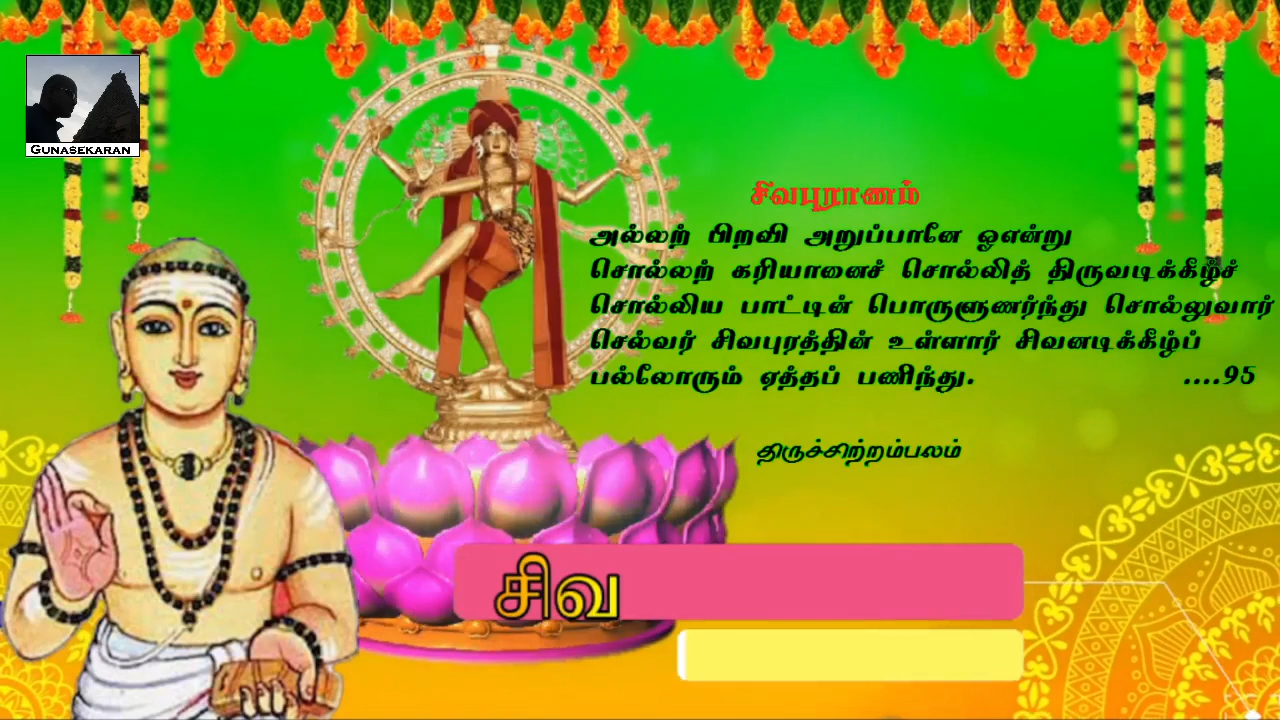 GUNASEKARAN
சிவபுராணம்
அல்லற் பிறவி அறுப்பானே ஓஎன்று
சொல்லற் கரியானைச் சொல்லித் திருவடிக்கீழ்ச்
சொல்லிய பாட்டின் பொருளுணர்ந்து சொல்லுவார்
செல்வர் சிவபுரத்தின் உள்ளார் சிவனடிக்கீழ்ப்
பல்லோரும் ஏத்தப் பணிந்து. ....95
திருச்சிற்றம்பலம்
சிவ